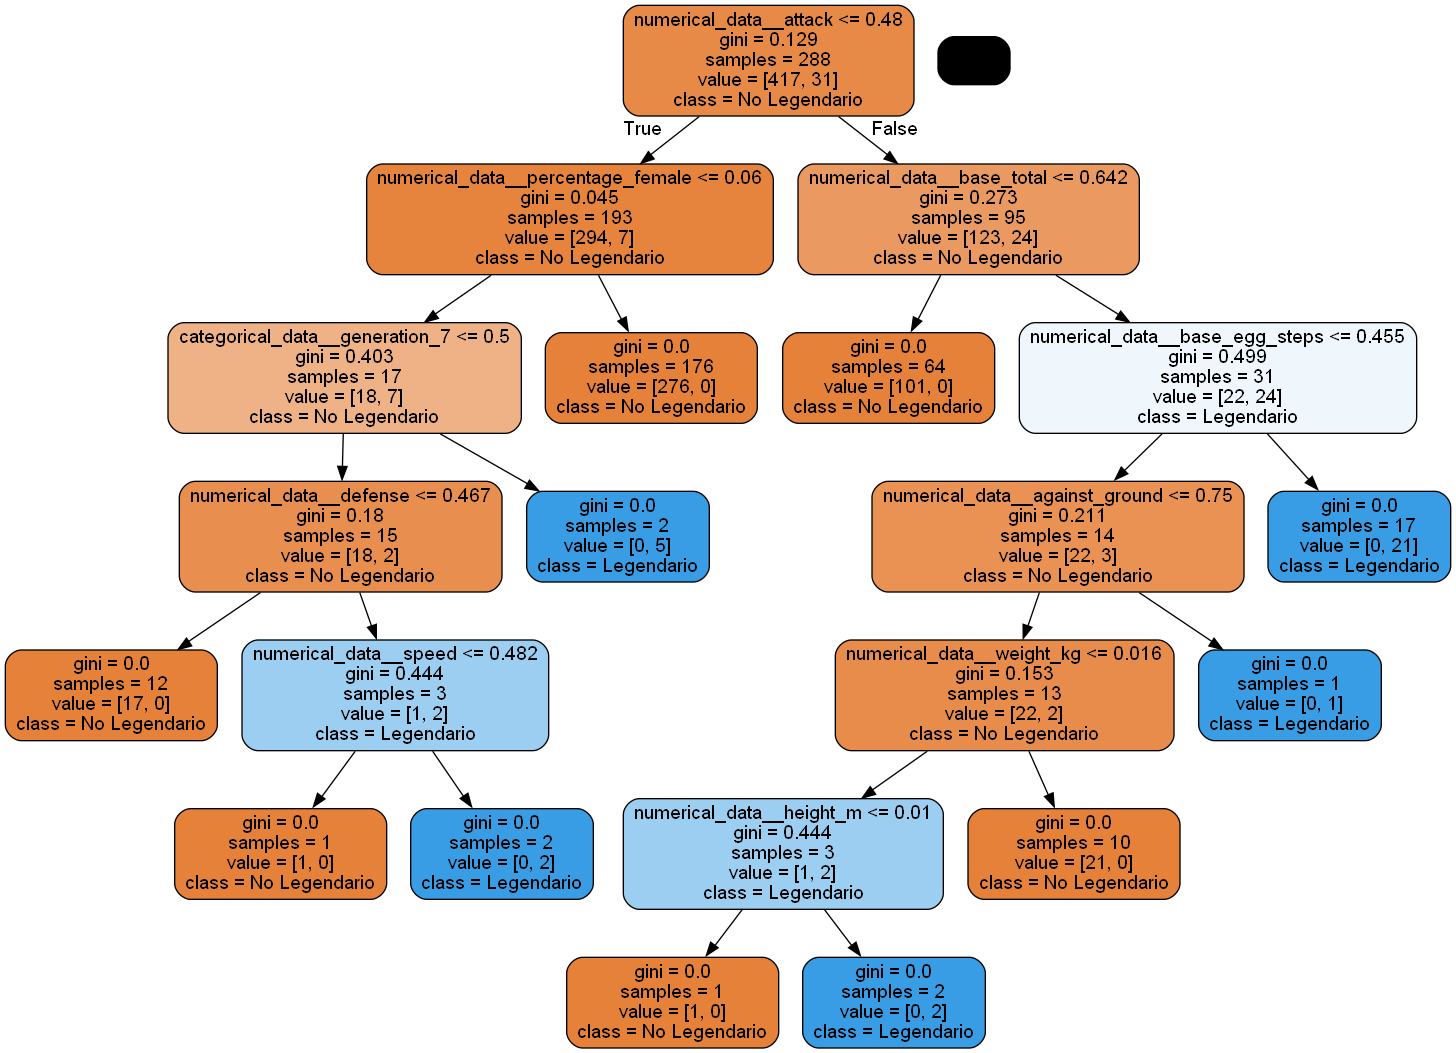 numerical_data__attack <= 0.48
gini = 0.129
samples = 288
value = [417, 31]
class = No Legendario
True
False
numerical_data__percentage_female <= 0.06
gini = 0.045
samples = 193
value = [294, 7]
class = No Legendario
numerical_data__base_total <= 0.642
gini = 0.273
samples = 95
value = [123, 24]
class = No Legendario
categorical_data__generation_7 <= 0.5
gini = 0.403
samples = 17
value = [18, 7]
class = No Legendario
gini = 0.0
samples = 176
value = [276, 0]
class = No Legendario
gini = 0.0
samples = 64
value = [101, 0]
class = No Legendario
numerical_data__base_egg_steps <= 0.455
gini = 0.499
samples = 31
value = [22, 24]
class = Legendario
numerical_data__defense <= 0.467
gini = 0.18
samples = 15
value = [18, 2]
class = No Legendario
gini = 0.0
samples = 2
value = [0, 5]
class = Legendario
numerical_data__against_ground <= 0.75
gini = 0.211
samples = 14
value = [22, 3]
class = No Legendario
gini = 0.0
samples = 17
value = [0, 21]
class = Legendario
gini = 0.0
samples = 12
value = [17, 0]
class = No Legendario
numerical_data__speed <= 0.482
gini = 0.444
samples = 3
value = [1, 2]
class = Legendario
numerical_data__weight_kg <= 0.016
gini = 0.153
samples = 13
value = [22, 2]
class = No Legendario
gini = 0.0
samples = 1
value = [0, 1]
class = Legendario
gini = 0.0
samples = 1
value = [1, 0]
class = No Legendario
gini = 0.0
samples = 2
value = [0, 2]
class = Legendario
numerical_data__height_m <= 0.01
gini = 0.444
samples = 3
value = [1, 2]
class = Legendario
gini = 0.0
samples = 10
value = [21, 0]
class = No Legendario
gini = 0.0
samples = 1
value = [1, 0]
class = No Legendario
gini = 0.0
samples = 2
value = [0, 2]
class = Legendario